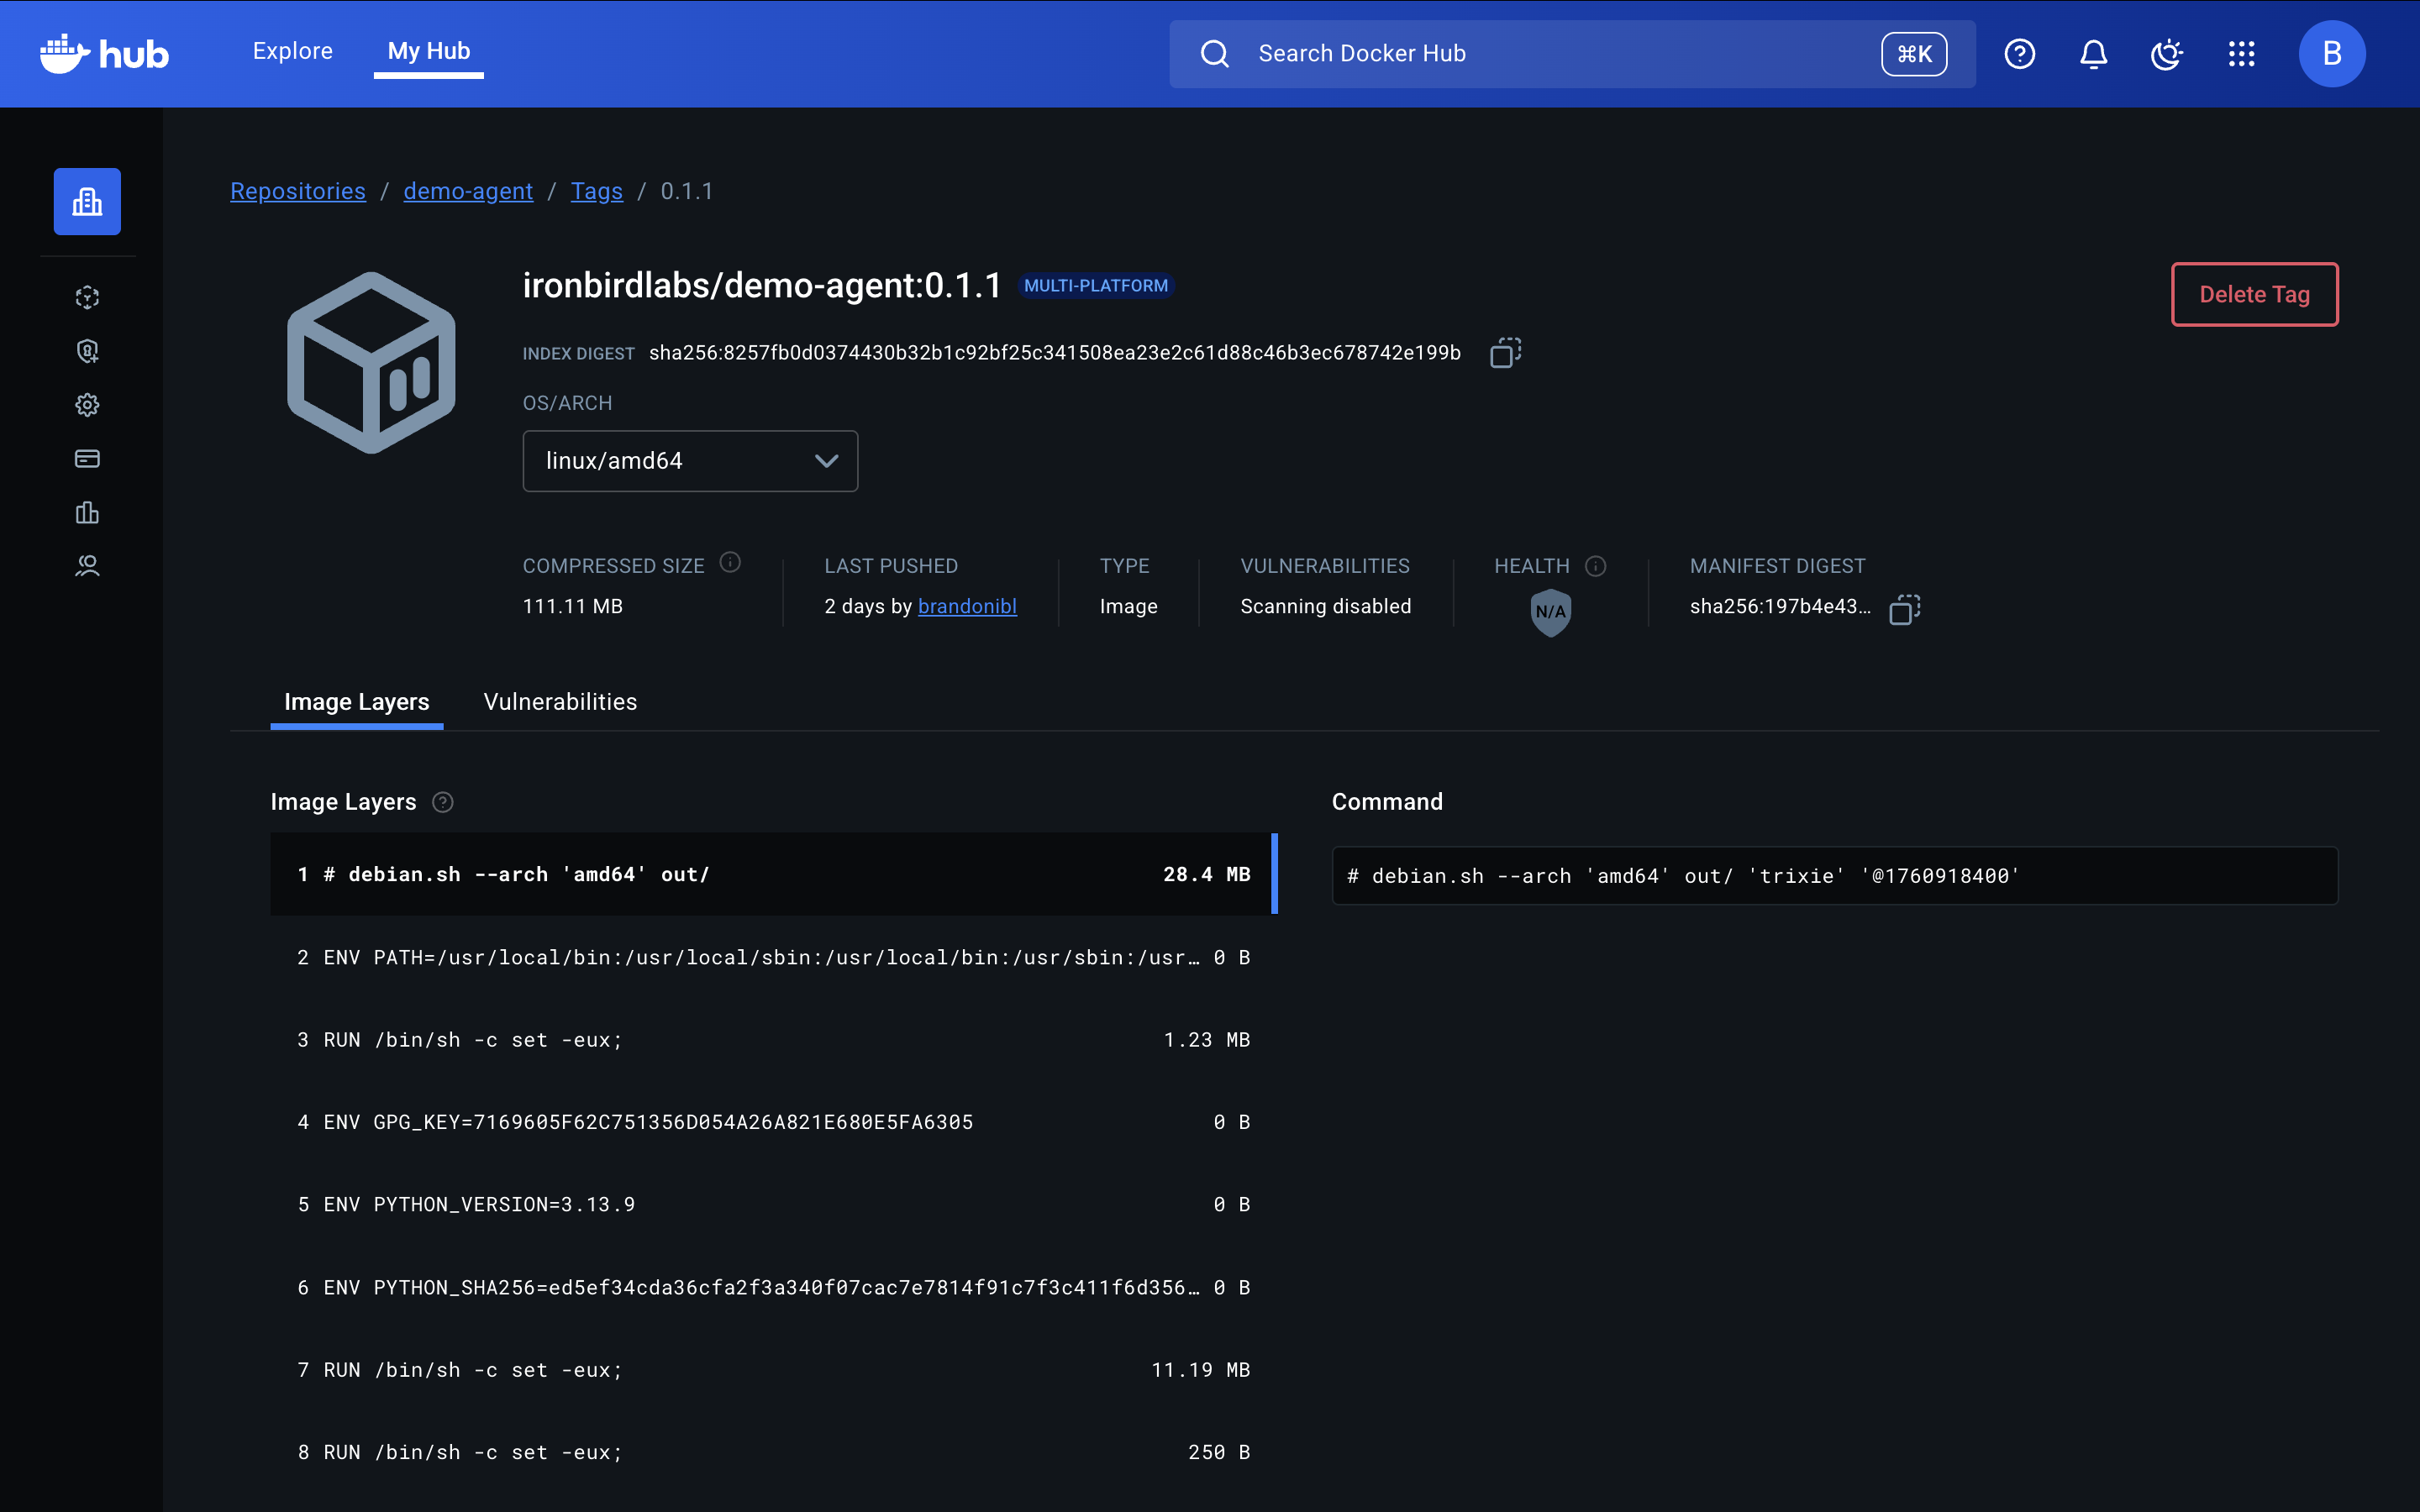 hub Explore My Hub Search Docker Hub ⌘K B
Repositories / demo-agent / Tags / 0.1.1
ironbirdlabs/demo-agent:0.1.1 MULTI-PLATFORM
Delete Tag
INDEX DIGEST sha256:8257fb0d0374430b32b1c92bf25c341508ea23e2c61d88c46b3ec678742e199b
OS/ARCH
linux/amd64
COMPRESSED SIZE LAST PUSHED TYPE VULNERABILITIES HEALTH MANIFEST DIGEST
111.11 MB 2 days by brandonibl Image Scanning disabled N/A sha256:197b4e43...
Image Layers Vulnerabilities
Image Layers Command
1 # debian.sh --arch 'amd64' out/ 28.4 MB
# debian.sh --arch 'amd64' out/ 'trixie' '@1760918400'
2 ENV PATH=/usr/local/bin:/usr/local/sbin:/usr/local/bin:/usr/sbin:/usr… 0 B
3 RUN /bin/sh -c set -eux; 1.23 MB
4 ENV GPG_KEY=7169605F62C751356D054A26A821E680E5FA6305 0 B
5 ENV PYTHON_VERSION=3.13.9 0 B
6 ENV PYTHON_SHA256=ed5ef34cda36cfa2f3a340f07cac7e7814f91c7f3c411f6d356… 0 B
7 RUN /bin/sh -c set -eux; 11.19 MB
8 RUN /bin/sh -c set -eux; 250 B